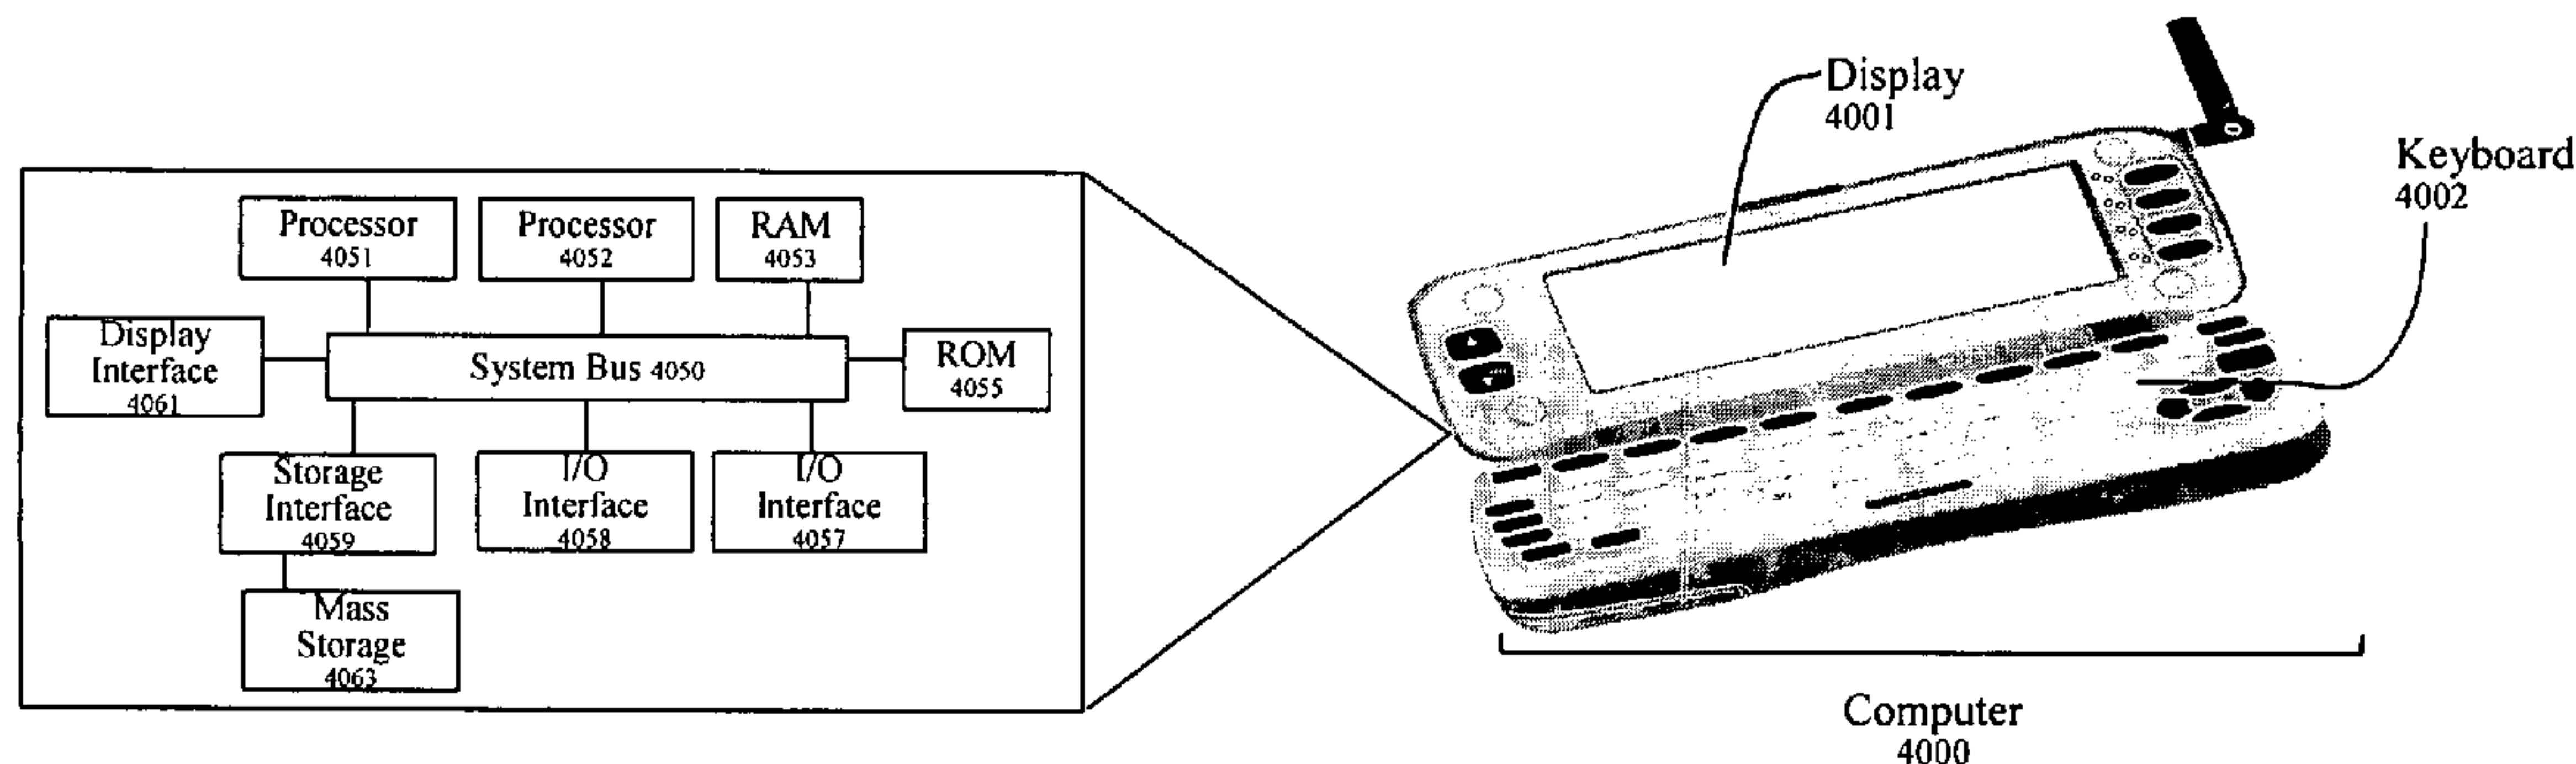 Display
4001
Keyboard
4002
Processor
4051
Processor
4052
RAM
4053
Display
Interface
4061
System Bus 4050
ROM
4055
Storage
Interface
4059
I/O
Interface
4058
I/O
Interface
4057
Mass
Storage
4063
Computer
4000